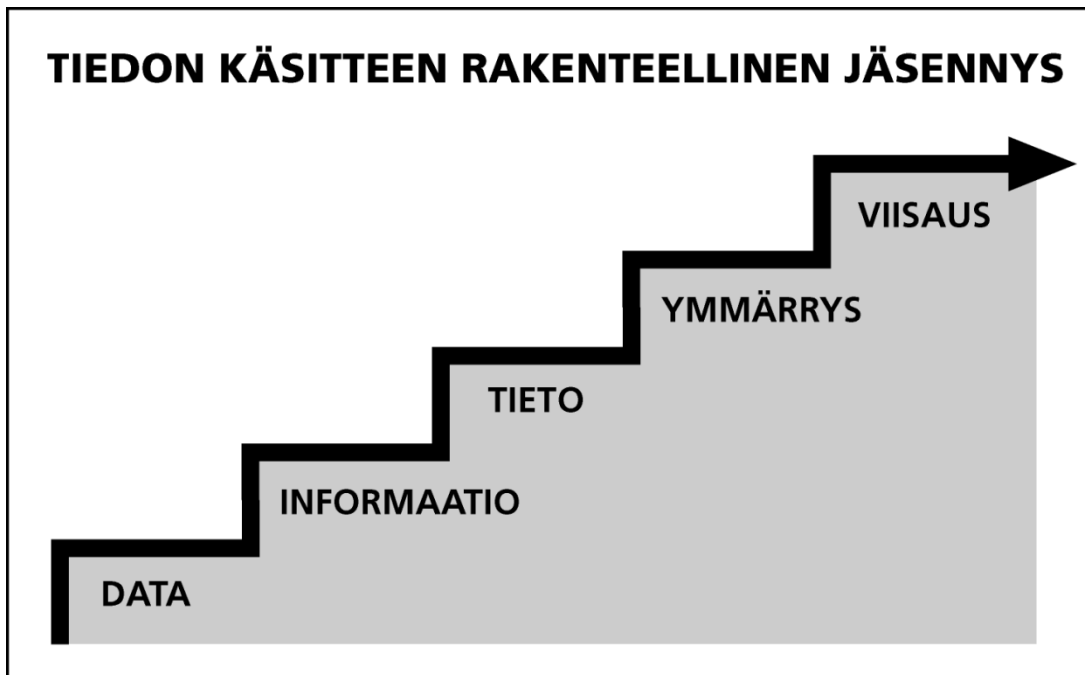 TIEDON KÄSITTEEN RAKENTEELLINEN JÄSENNYS
VIISAUS
YMMÄRRYS
TIETO
INFORMAATIO
DATA